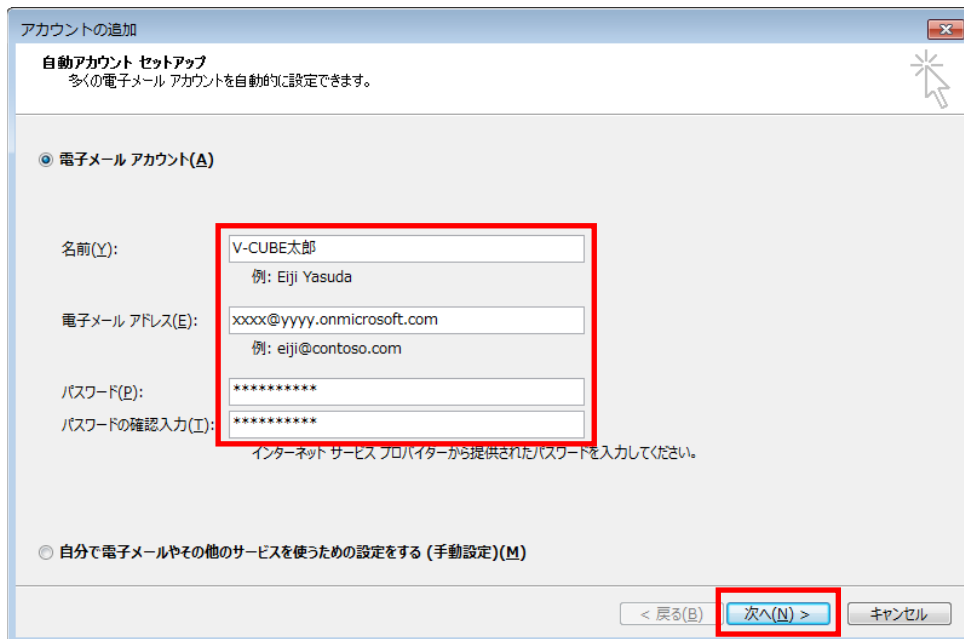 アカウントの追加
自動アカウント セットアップ
多くの電子メール アカウントを自動的に設定できます。
電子メール アカウント(A)
名前(Y):
V-CUBE太郎
例: Eiji Yasuda
電子メール アドレス(E):
xxxx@yyyy.onmicrosoft.com
例: eiji@contoso.com
パスワード(P):
**********
パスワードの確認入力(T):
**********
インターネット サービス プロバイダーから提供されたパスワードを入力してください。
自分で電子メールやその他のサービスを使うための設定をする (手動設定)(M)
< 戻る(B) 次へ(N) > キャンセル